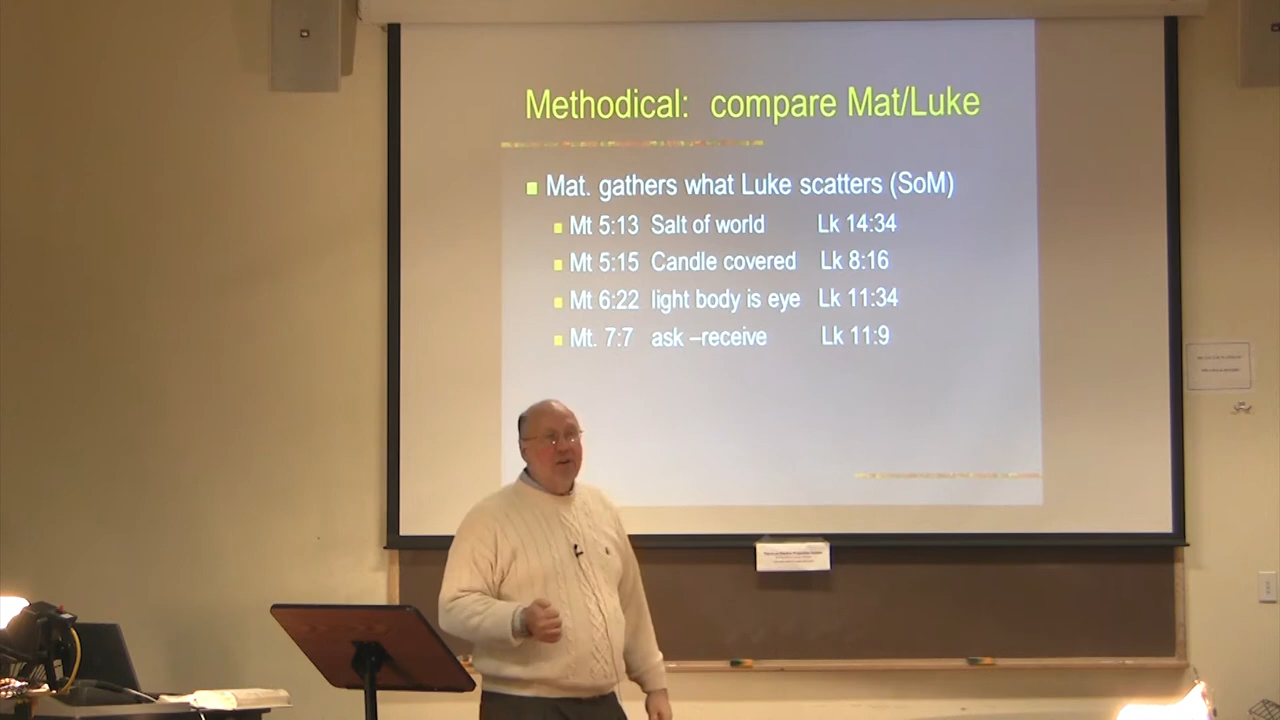 Methodical: compare Mat/Luke
Mat. gathers what Luke scatters (SoM)
Mt 5:13 Salt of world Lk 14:34
Mt 5:15 Candle covered Lk 8:16
Mt 6:22 light body is eye Lk 11:34
Mt. 7:7 ask –receive Lk 11:9